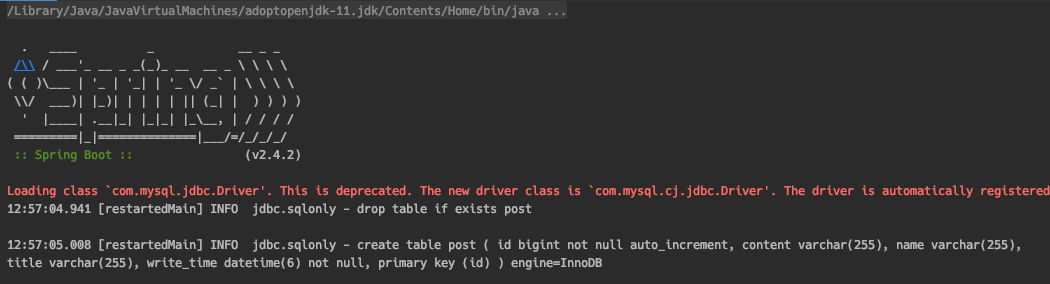 /Library/Java/JavaVirtualMachines/adoptopenjdk-11.jdk/Contents/Home/bin/java ...
  .   ____          _            __ _ _
 /\\ / ___'_ __ _ _(_)_ __  __ _ \ \ \ \
( ( )\___ | '_ | '_| | '_ \/ _` | \ \ \ \
 \\/  ___)| |_)| | | | | || (_| |  ) ) ) )
  '  |____| .__|_| |_|_| |_\__, | / / / /
 =========|_|==============|___/=/_/_/_/
 :: Spring Boot ::                (v2.4.2)
Loading class `com.mysql.jdbc.Driver'. This is deprecated. The new driver class is `com.mysql.cj.jdbc.Driver'. The driver is automatically registered
12:57:04.941 [restartedMain] INFO  jdbc.sqlonly - drop table if exists post
12:57:05.008 [restartedMain] INFO  jdbc.sqlonly - create table post ( id bigint not null auto_increment, content varchar(255), name varchar(255),
title varchar(255), write_time datetime(6) not null, primary key (id) ) engine=InnoDB